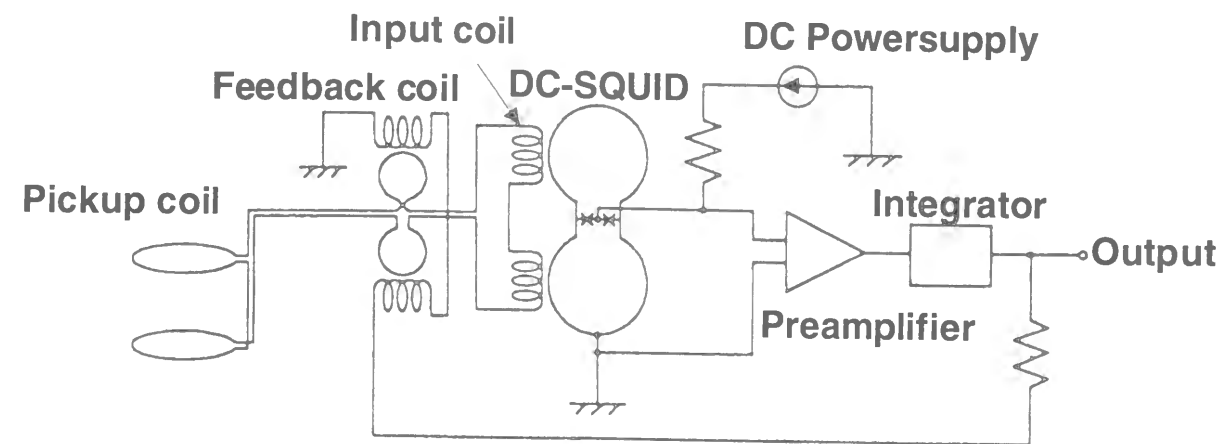 Input coil
DC Powersupply
Feedback coil
DC-SQUID
Pickup coil
Integrator
Output
Preamplifier